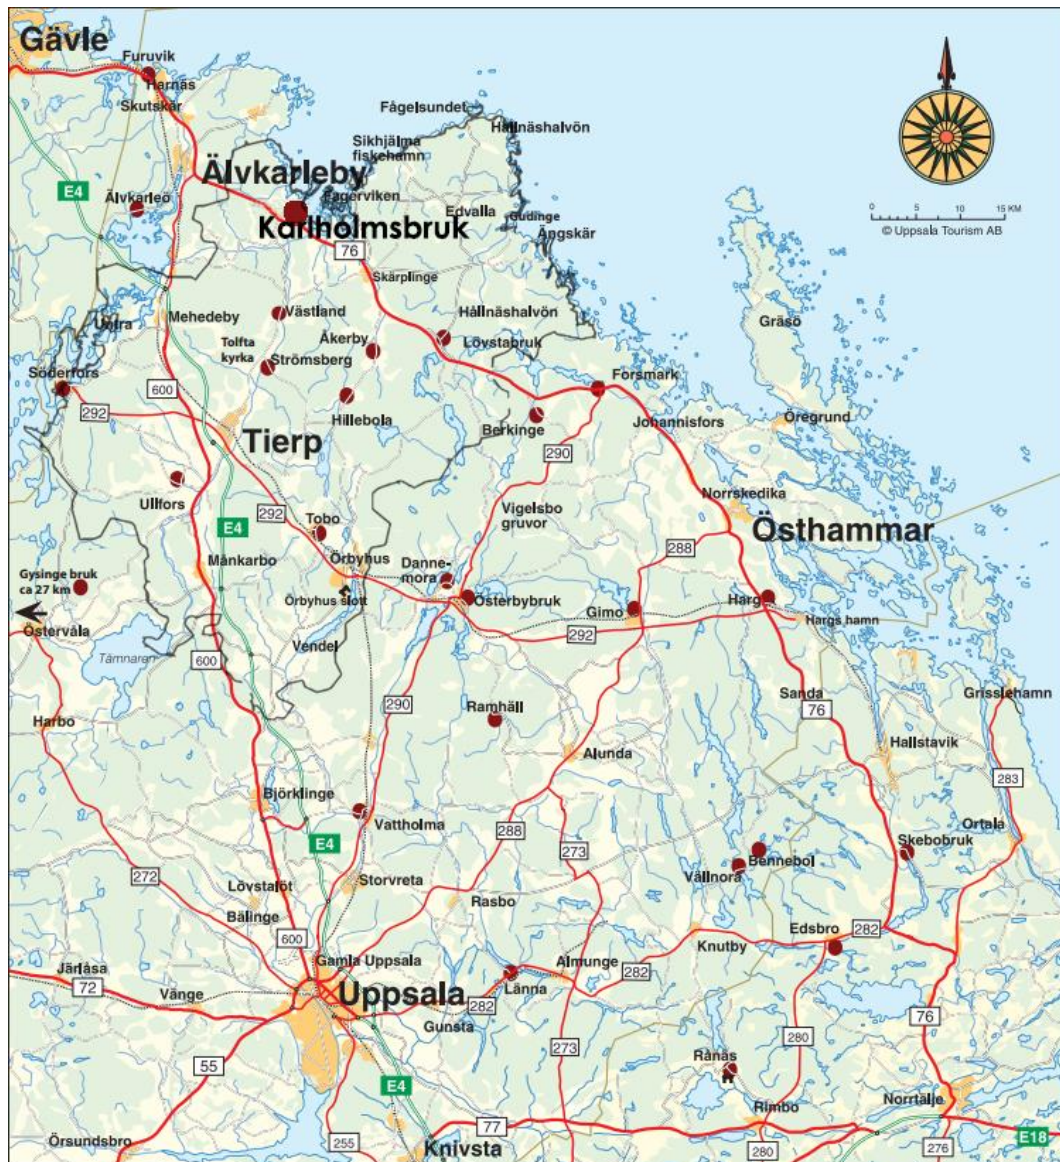 Gävle
Furuvik
Harnäs
Skutskär
Fågelsundet
Hållnäshalvön
Sikhjälma
fiskehamn
Älvkarleby
E4
Älvkarleö
Fagerviken
Edvalla
Gudinge
Ängskär
Karlholmsbruk
76
Skärplinge
0 5 10 15 KM
© Uppsala Tourism AB
Mehedeby
Untra
Västland
Hållnäshalvön
Gräsö
Tolfta
kyrka
Åkerby
Lövstabruk
Strömsberg
Söderfors
600
292
Hillebola
Forsmark
Berkinge
Johannisfors
Öregrund
Tierp
290
Ullfors
292
E4
Vigelsbo
gruvor
Norrskedika
Tobo
Östhammar
288
Månkarbo
Örbyhus
Danne-
mora
Gysinge bruk
ca 27 km
Örbyhus slott
Österbybruk
Gimo
Harg
Hargs hamn
292
Östervåla
Tämnaren
Vendel
600
290
Sanda
Grisslehamn
Ramhäll
76
Harbo
Alunda
Hallstavik
283
Björklinge
Vattholma
288
Ortala
E4
273
Skebobruk
Bennebol
Vällnora
272
Lövstalöt
Storvreta
Rasbo
Bälinge
600
Edsbro
282
Knutby
Gamla Uppsala
Almunge
282
Järlåsa
72
Vänge
Uppsala
282
Länna
Gunsta
76
280
273
55
Rånäs
E4
Norrtälje
Rimbo
77
Örsundsbro
255
Knivsta
280
276
E18